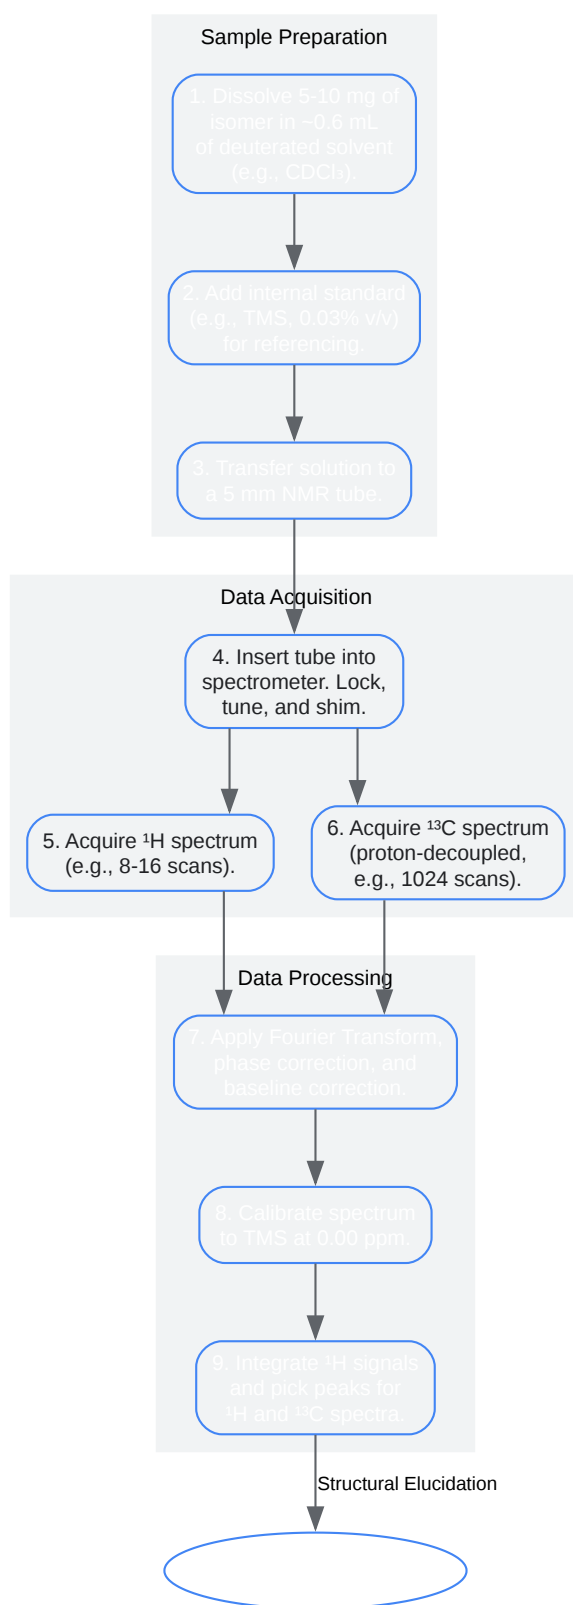 Sample Preparation
1. Dissolve 5-10 mg of
isomer in ~0.6 mL
of deuterated solvent
(e.g., CDCl₃).
2. Add internal standard
(e.g., TMS, 0.03% v/v)
for referencing.
3. Transfer solution to
a 5 mm NMR tube.
Data Acquisition
4. Insert tube into
spectrometer. Lock,
tune, and shim.
5. Acquire ¹H spectrum
(e.g., 8-16 scans).
6. Acquire ¹³C spectrum
(proton-decoupled,
e.g., 1024 scans).
Data Processing
7. Apply Fourier Transform,
phase correction, and
baseline correction.
8. Calibrate spectrum
to TMS at 0.00 ppm.
9. Integrate ¹H signals
and pick peaks for
¹H and ¹³C spectra.
Structural Elucidation